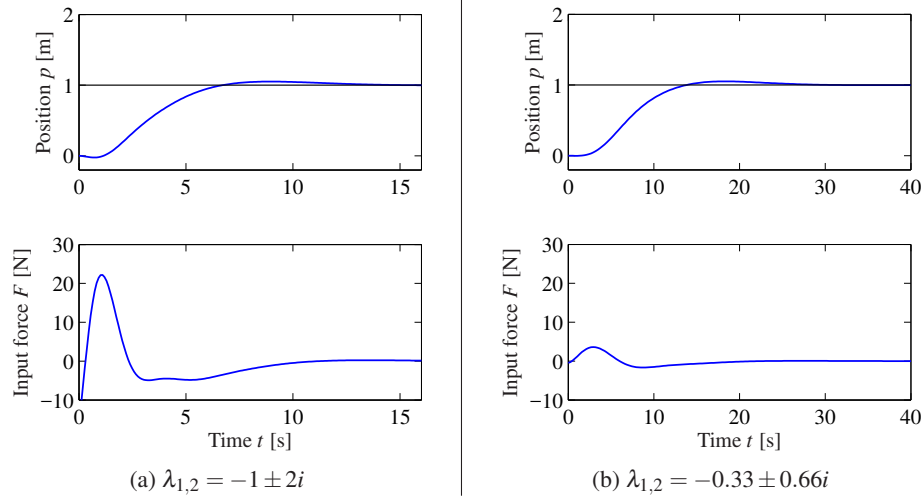 2
1
0
Position p [m]
0 5 10 15
30
20
10
0
−10
Input force F [N]
0 5 10 15
Time t [s]
(a) λ1,2 = −1 ± 2i
2
1
0
Position p [m]
0 10 20 30 40
30
20
10
0
−10
Input force F [N]
0 10 20 30 40
Time t [s]
(b) λ1,2 = −0.33 ± 0.66i